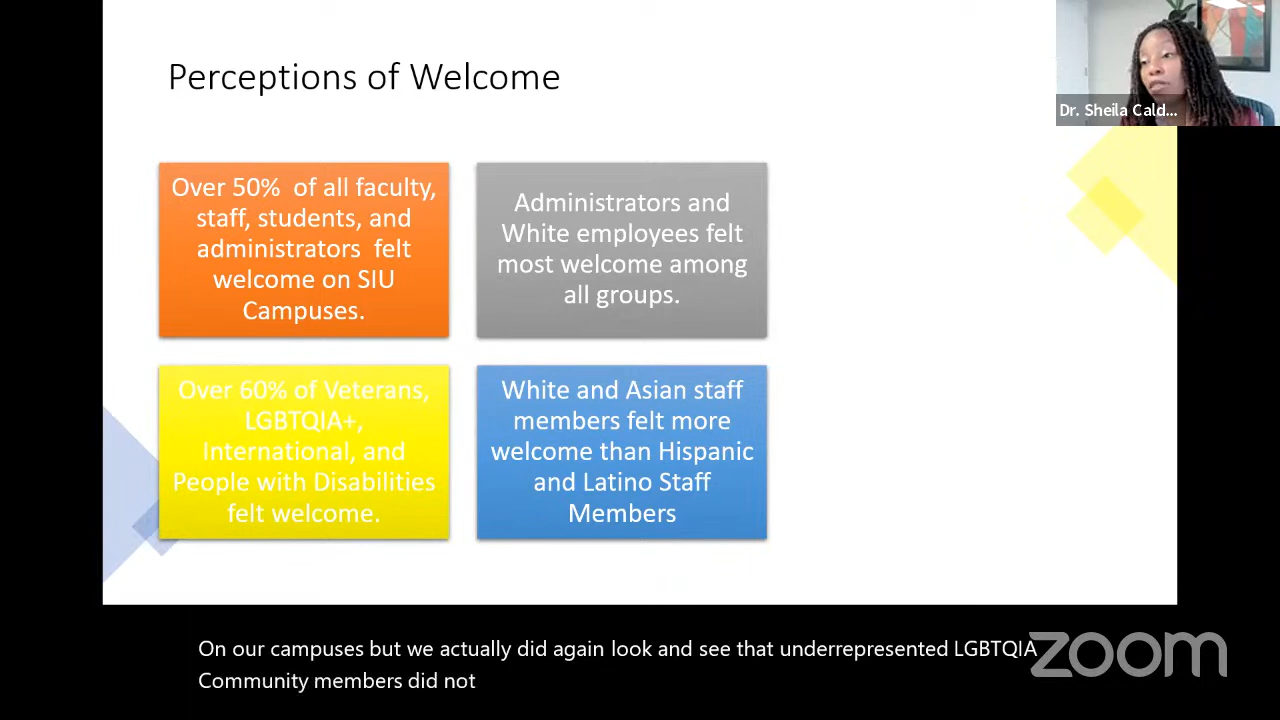 Perceptions of Welcome
Dr. Sheila Cald...
Over 50% of all faculty,
staff, students, and
administrators felt
welcome on SIU
Campuses.
Administrators and
White employees felt
most welcome among
all groups.
Over 60% of Veterans,
LGBTQIA+,
International, and
People with Disabilities
felt welcome.
White and Asian staff
members felt more
welcome than Hispanic
and Latino Staff
Members
On our campuses but we actually did again look and see that underrepresented LGBTQIA
Community members did not
zoom